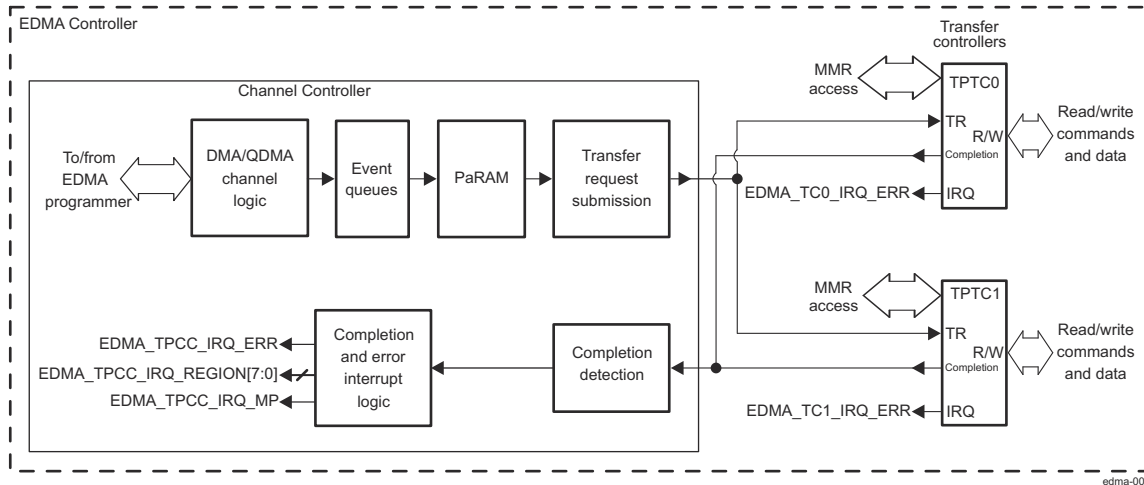 EDMA Controller
Transfer
controllers
Channel Controller
To/from
EDMA
programmer
DMA/QDMA
channel
logic
Event
queues
PaRAM
Transfer
request
submission
MMR
access
TPTC0
TR
R/W
Completion
IRQ
Read/write
commands
and data
EDMA_TC0_IRQ_ERR
MMR
access
TPTC1
TR
R/W
Completion
IRQ
Read/write
commands
and data
EDMA_TC1_IRQ_ERR
EDMA_TPCC_IRQ_ERR
EDMA_TPCC_IRQ_REGION[7:0]
EDMA_TPCC_IRQ_MP
Completion
and error
interrupt
logic
Completion
detection